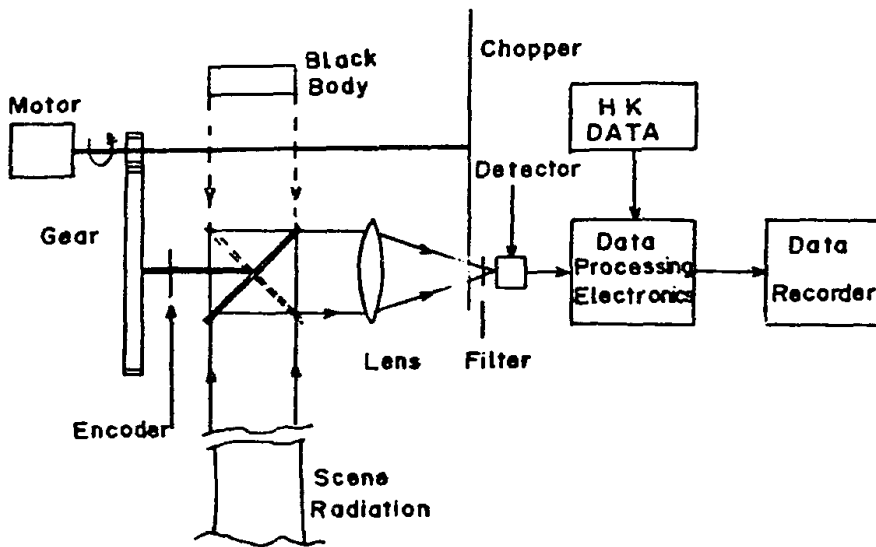 Chopper
Black
Body
Motor
H K
DATA
Detector
Gear
Data
Processing
Electronics
Data
Recorder
Lens
Filter
Encoder
Scene
Radiation